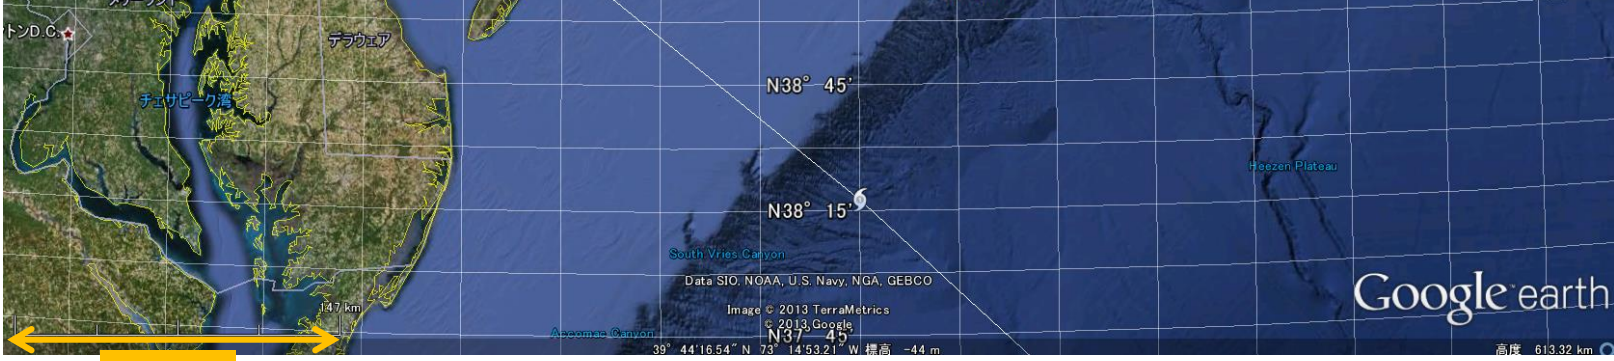 トンD.C.
デラウェア
N38° 45'
チェサピーク湾
Heezen Plateau
N38° 15'
South Vries Canyon
Data SIO, NOAA, U.S. Navy, NGA, GEBCO
Google earth
147 km
Image © 2013 TerraMetrics
© 2013 Google
Accomac Canyon
N37° 45'
39° 44'16.54" N 73° 14'53.21" W 標高 -44 m
高度 613.32 km